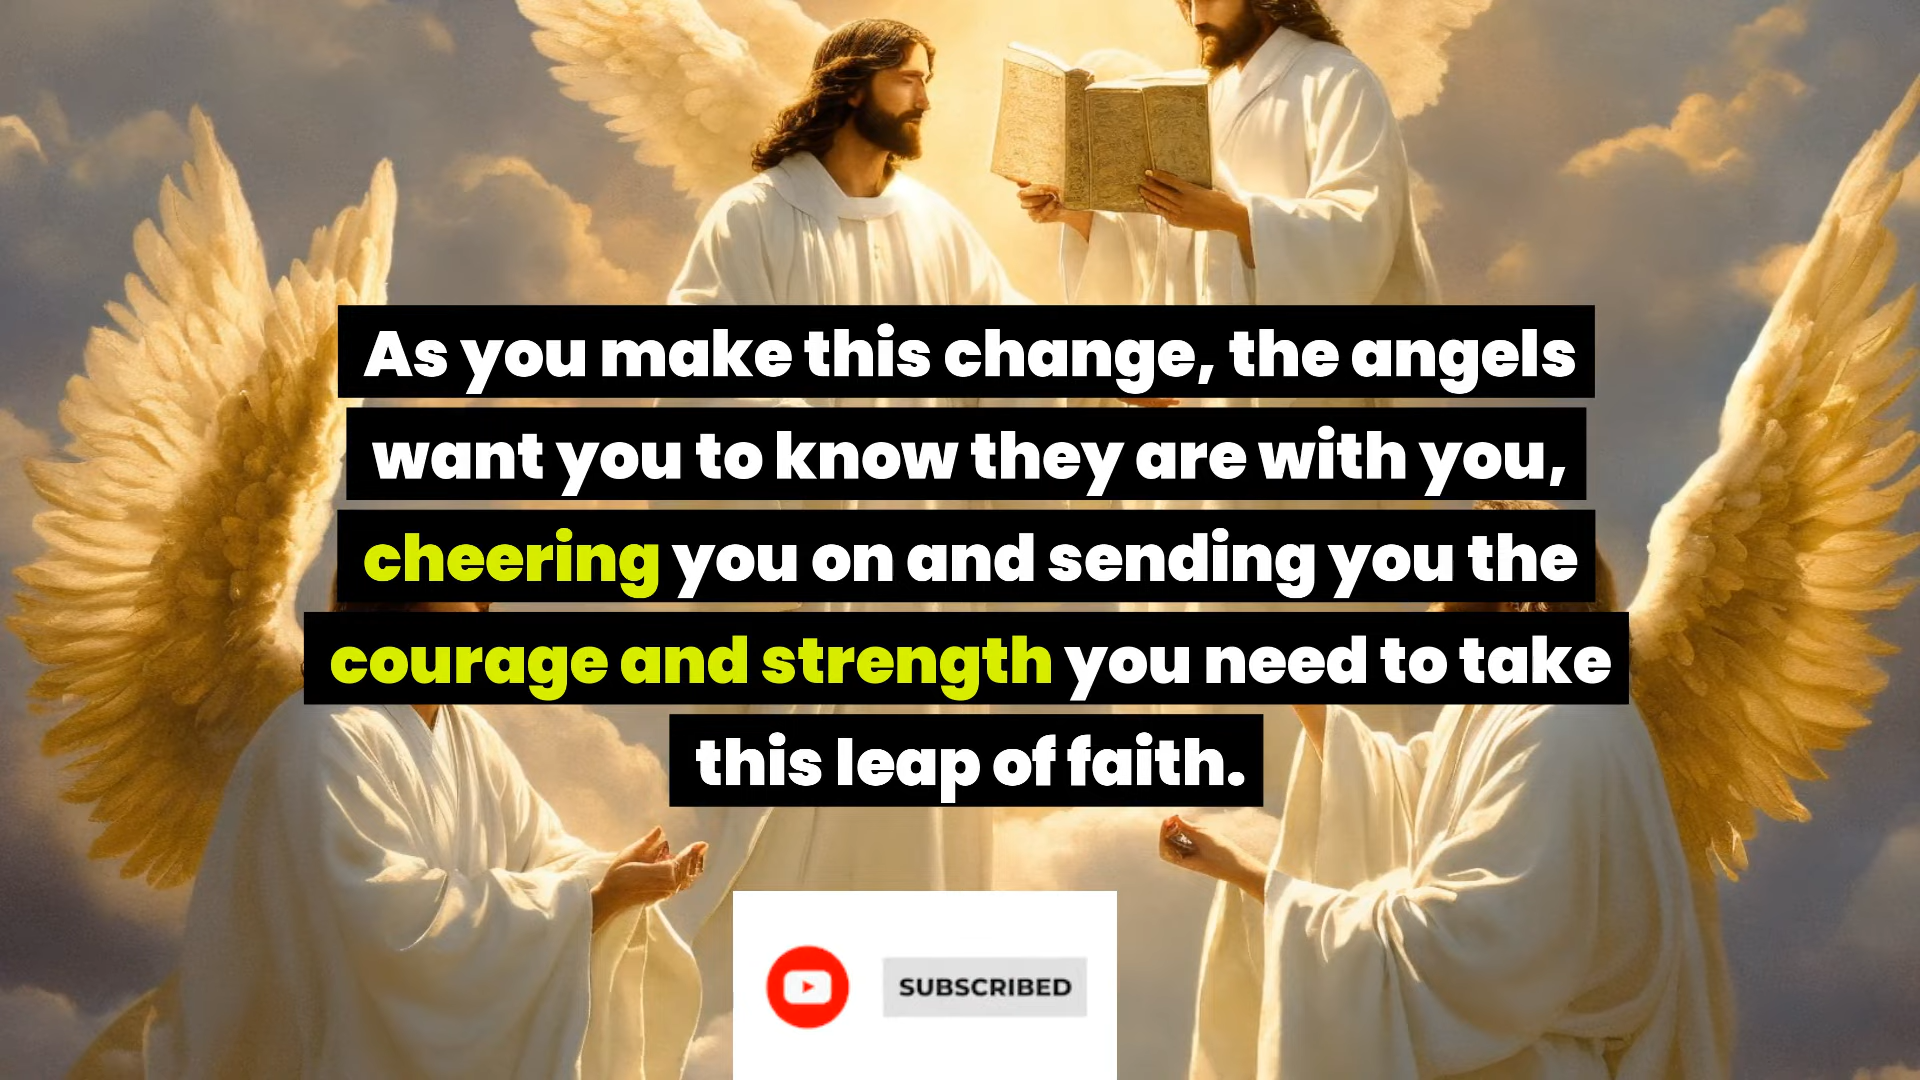 As you make this change, the angels
want you to know they are with you,
cheering you on and sending you the
courage and strength you need to take
this leap of faith.
SUBSCRIBED